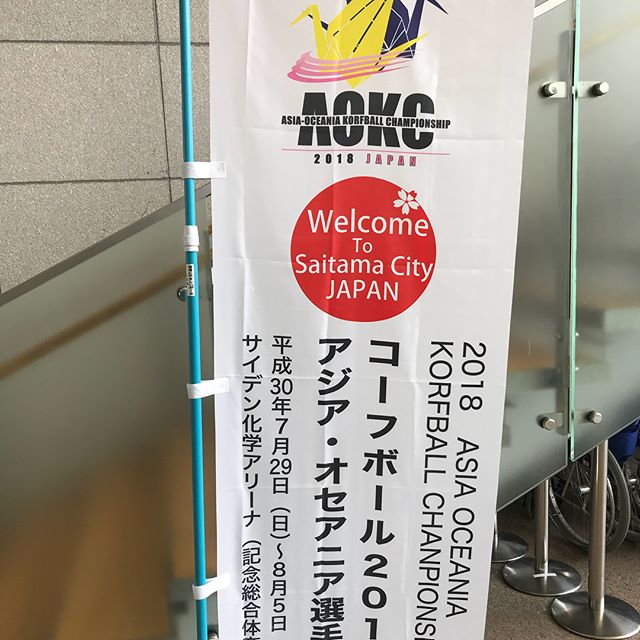 AOKC
ASIA-OCEANIA KORFBALL CHAMPIONSHIP
2018 JAPAN
Welcome
To
Saitama City
JAPAN
2018 ASIA OCEANIA
KORFBALL CHANPIONS
コーフボール201
アジア・オセアニア選手
平成30年7月29日(日)~8月5日
サイデン化学アリーナ(記念総合体